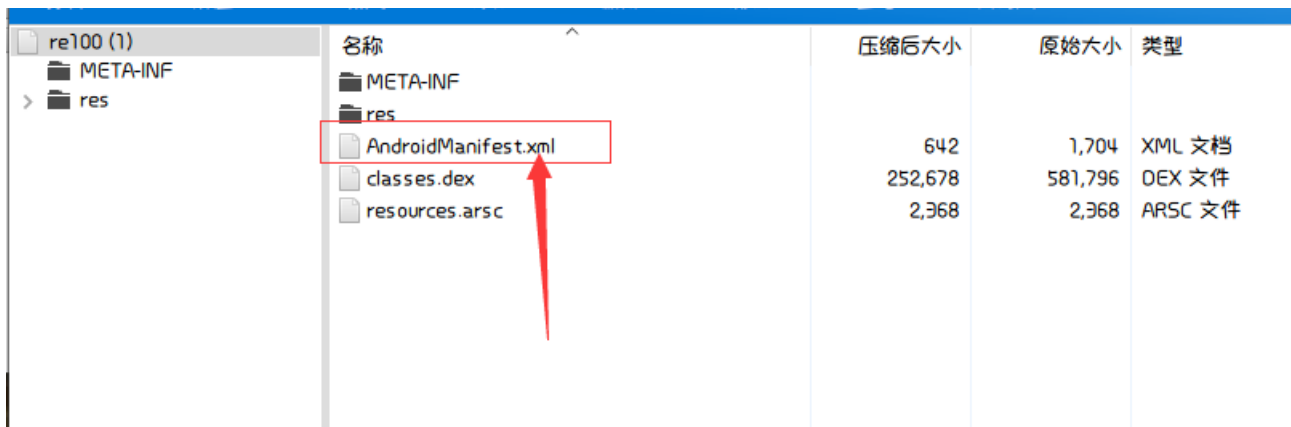 re100 (1)
META-INF
res
名称 压缩后大小 原始大小 类型
META-INF
res
AndroidManifest.xml 642 1,704 XML 文档
classes.dex 252,678 581,796 DEX 文件
resources.arsc 2,368 2,368 ARSC 文件